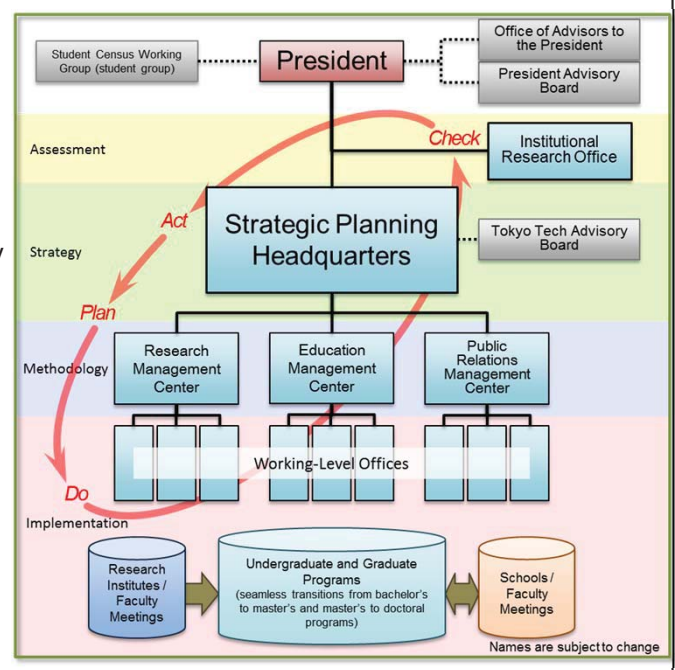 Student Census Working
Group (student group)
President
Office of Advisors to
the President
President Advisory
Board
Assessment
Check
Institutional
Research Office
Act
Strategic Planning
Headquarters
Strategy
Tokyo Tech Advisory
Board
Plan
Methodology
Research
Management
Center
Education
Management
Center
Public
Relations
Management
Center
Working-Level Offices
Do
Implementation
Research
Institutes /
Faculty
Meetings
Undergraduate and Graduate
Programs
(seamless transitions from bachelor's
to master's and master's to doctoral
programs)
Schools /
Faculty
Meetings
Names are subject to change